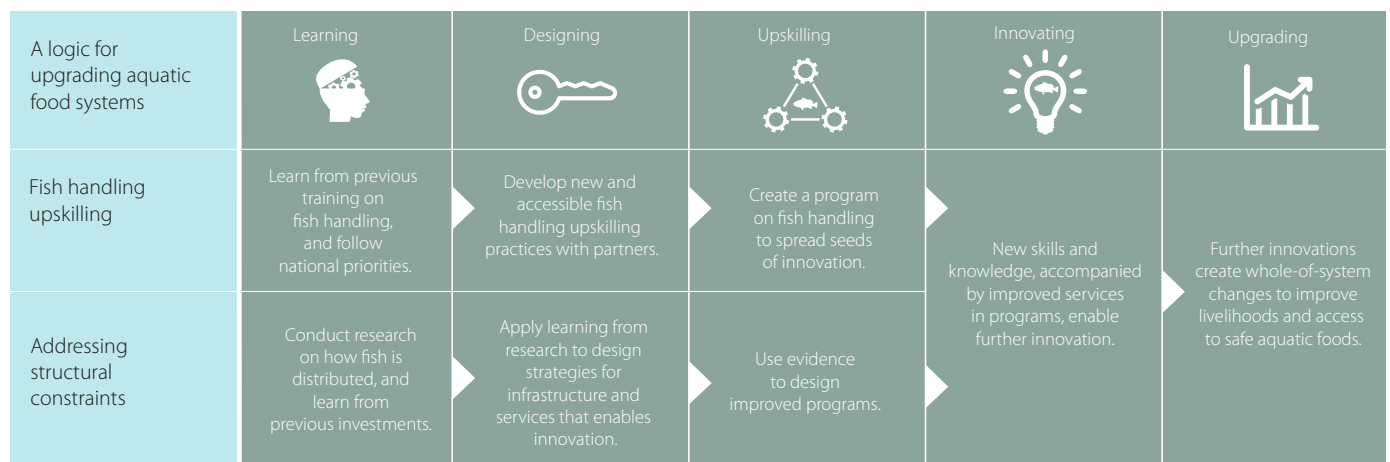 A logic for
upgrading aquatic
food systems
Learning
Designing
Upskilling
Innovating
Upgrading
Fish handling
upskilling
Learn from previous
training on
fish handling,
and follow
national priorities.
Develop new and
accessible fish
handling upskilling
practices with partners.
Create a program
on fish handling
to spread seeds
of innovation.
New skills and
knowledge, accompanied
by improved services
in programs, enable
further innovation.
Further innovations
create whole-of-system
changes to improve
livelihoods and access
to safe aquatic foods.
Addressing
structural
constraints
Conduct research
on how fish is
distributed, and
learn from
previous investments.
Apply learning from
research to design
strategies for
infrastructure and
services that enables
innovation.
Use evidence
to design
improved programs.